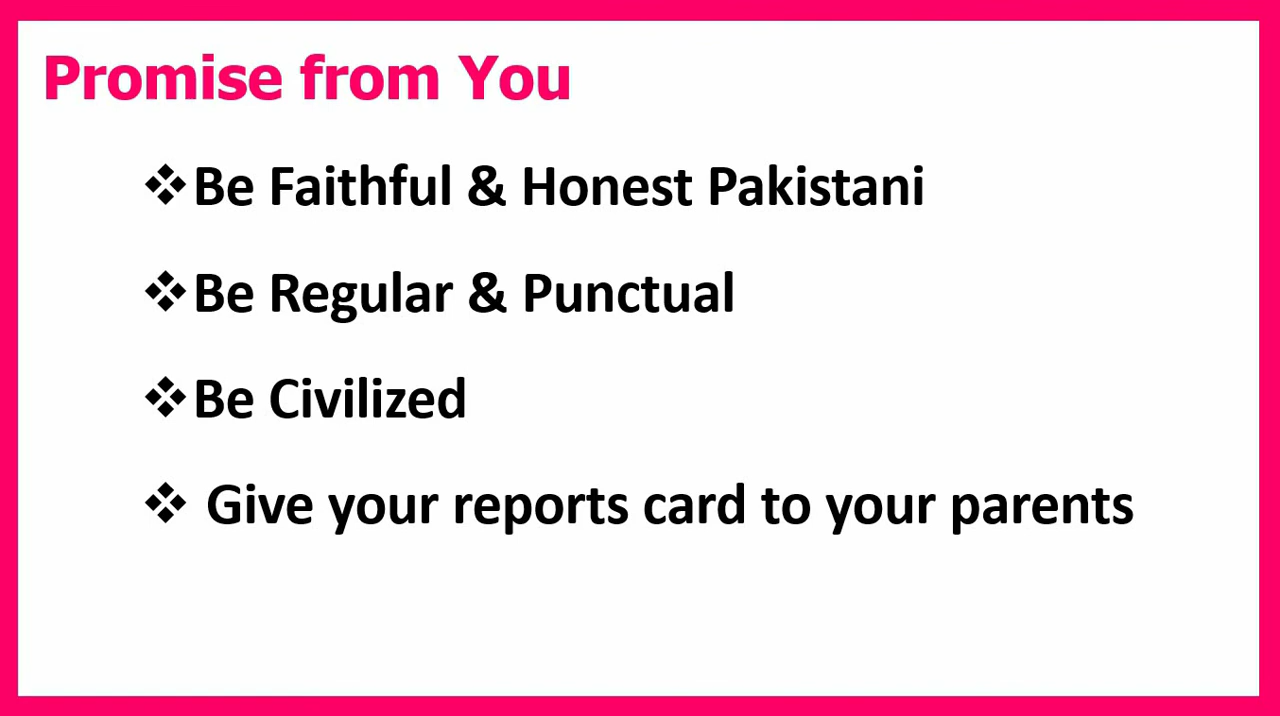 Promise from You
❖Be Faithful & Honest Pakistani
❖Be Regular & Punctual
❖Be Civilized
❖ Give your reports card to your parents